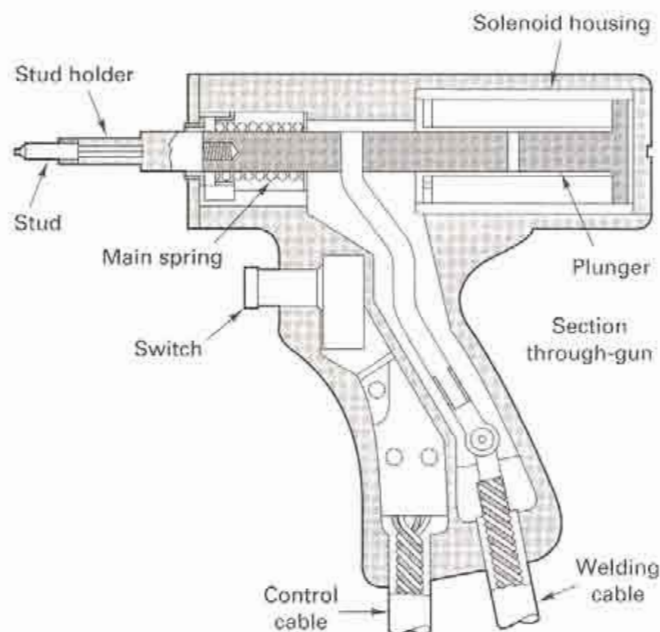 Solenoid housing
Stud holder
Stud
Main spring
Plunger
Switch
Section
through-gun
Welding
cable
Control
cable